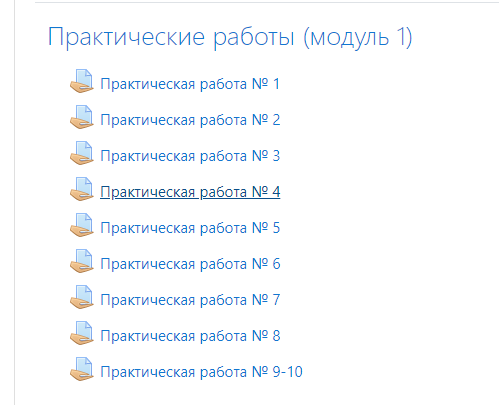 Практические работы (модуль 1)
Практическая работа № 1
Практическая работа № 2
Практическая работа № 3
Практическая работа № 4
Практическая работа № 5
Практическая работа № 6
Практическая работа № 7
Практическая работа № 8
Практическая работа № 9-10